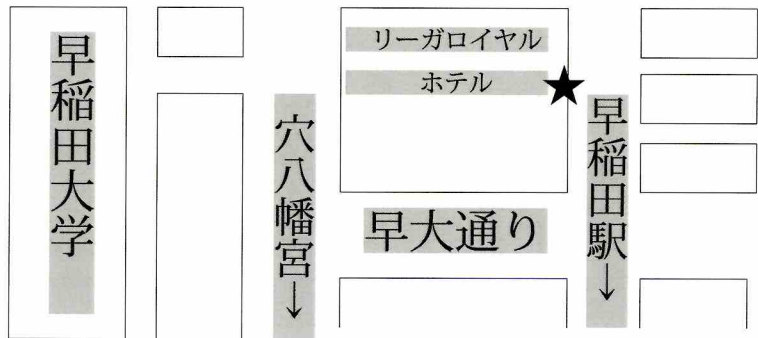 早稲田大学
穴八幡宮→
リーガロイヤル
ホテル
★
早大通り
早稲田駅→